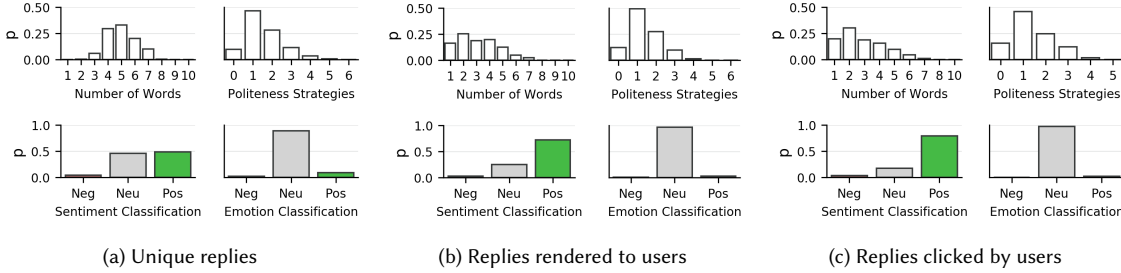 0.50 0.50 0.50
p 0.25 p 0.25 p 0.25
0.00 0.00 0.00
1 2 3 4 5 6 7 8 9 10 0 1 2 3 4 5 6 1 2 3 4 5 6 7 8 9 10 0 1 2 3 4 5 6 1 2 3 4 5 6 7 8 10 0 1 2 3 4 5
Number of Words Politeness Strategies Number of Words Politeness Strategies Number of Words Politeness Strategies
1.0 1.0 1.0
p 0.5 p 0.5 p 0.5
0.0 0.0 0.0
Neg Neu Pos Neg Neu Pos Neg Neu Pos Neg Neu Pos Neg Neu Pos Neg Neu Pos
Sentiment Classification Emotion Classification Sentiment Classification Emotion Classification Sentiment Classification Emotion Classification
(a) Unique replies (b) Replies rendered to users (c) Replies clicked by users